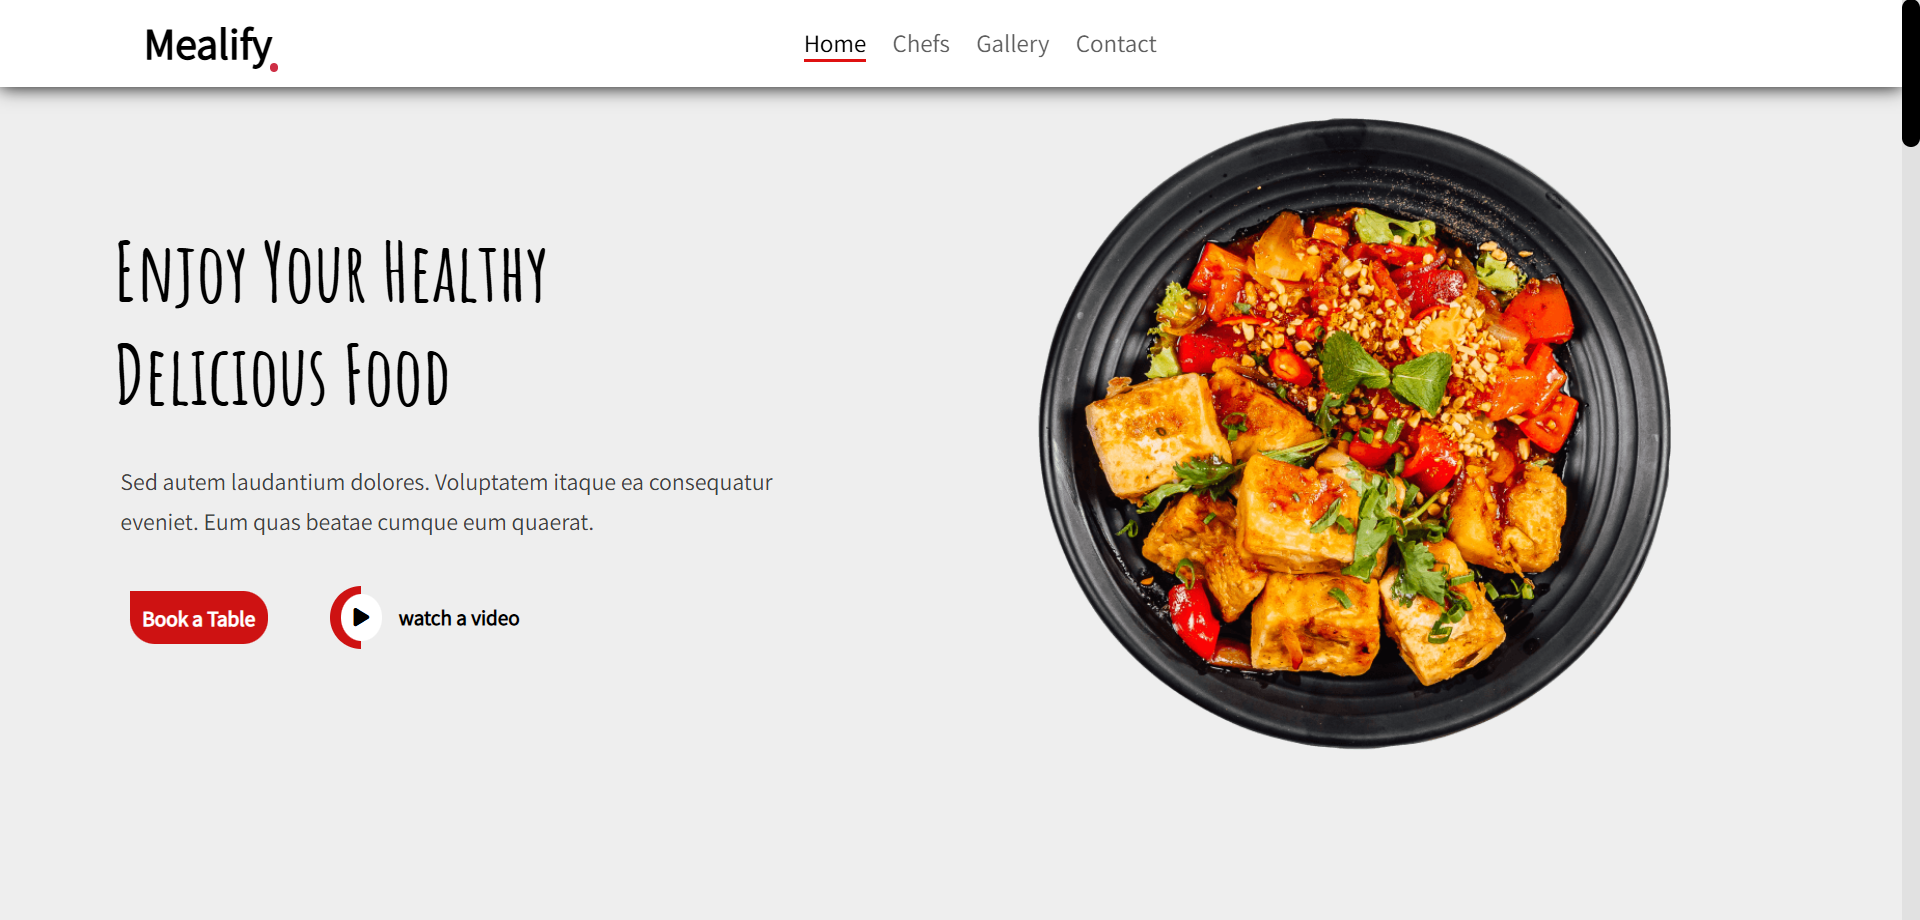 Mealify.
Home Chefs Gallery Contact
Enjoy Your Healthy
Delicious Food
Sed autem laudantium dolores. Voluptatem itaque ea consequatur
eveniet. Eum quas beatae cumque eum quaerat.
Book a Table
watch a video